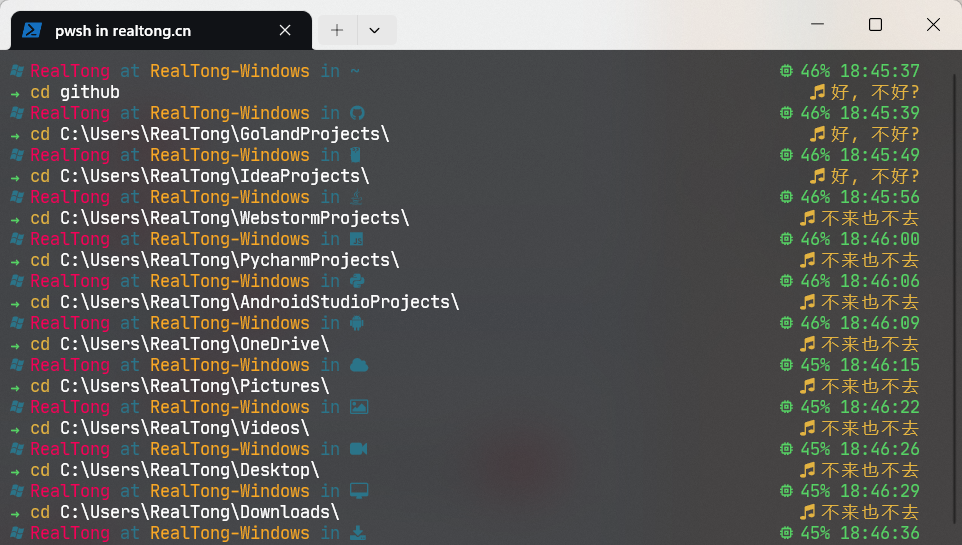 pwsh in realtong.cn
RealTong at RealTong-Windows in ~ 46% 18:45:37
→ cd github 好, 不好?
RealTong at RealTong-Windows in 46% 18:45:39
→ cd C:\Users\RealTong\GolandProjects\ 好, 不好?
RealTong at RealTong-Windows in 46% 18:45:49
→ cd C:\Users\RealTong\IdeaProjects\ 好, 不好?
RealTong at RealTong-Windows in 46% 18:45:56
→ cd C:\Users\RealTong\WebstormProjects\ 不来也不去
RealTong at RealTong-Windows in 46% 18:46:00
→ cd C:\Users\RealTong\PycharmProjects\ 不来也不去
RealTong at RealTong-Windows in 46% 18:46:06
→ cd C:\Users\RealTong\AndroidStudioProjects\ 不来也不去
RealTong at RealTong-Windows in 46% 18:46:09
→ cd C:\Users\RealTong\OneDrive\ 不来也不去
RealTong at RealTong-Windows in 45% 18:46:15
→ cd C:\Users\RealTong\Pictures\ 不来也不去
RealTong at RealTong-Windows in 45% 18:46:22
→ cd C:\Users\RealTong\Videos\ 不来也不去
RealTong at RealTong-Windows in 45% 18:46:26
→ cd C:\Users\RealTong\Desktop\ 不来也不去
RealTong at RealTong-Windows in 45% 18:46:29
→ cd C:\Users\RealTong\Downloads\ 不来也不去
RealTong at RealTong-Windows in 45% 18:46:36